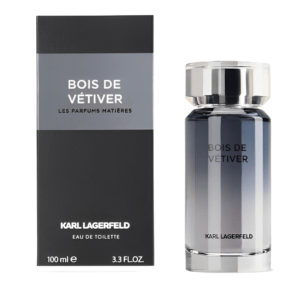 BOIS DE
VÉTIVER
LES PARFUMS MATIÈRES
KARL LAGERFELD
EAU DE TOILETTE
100 ml e 3.3 FL.OZ.
BOIS DE
VÉTIVER
KARL LAGERFELD